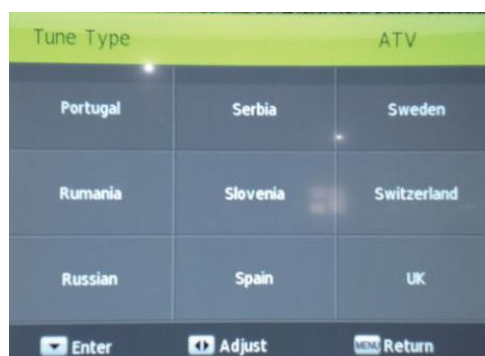 Tune Type ATV
Portugal Serbia Sweden
Rumania Slovenia Switzerland
Russian Spain UK
Enter Adjust MENU Return